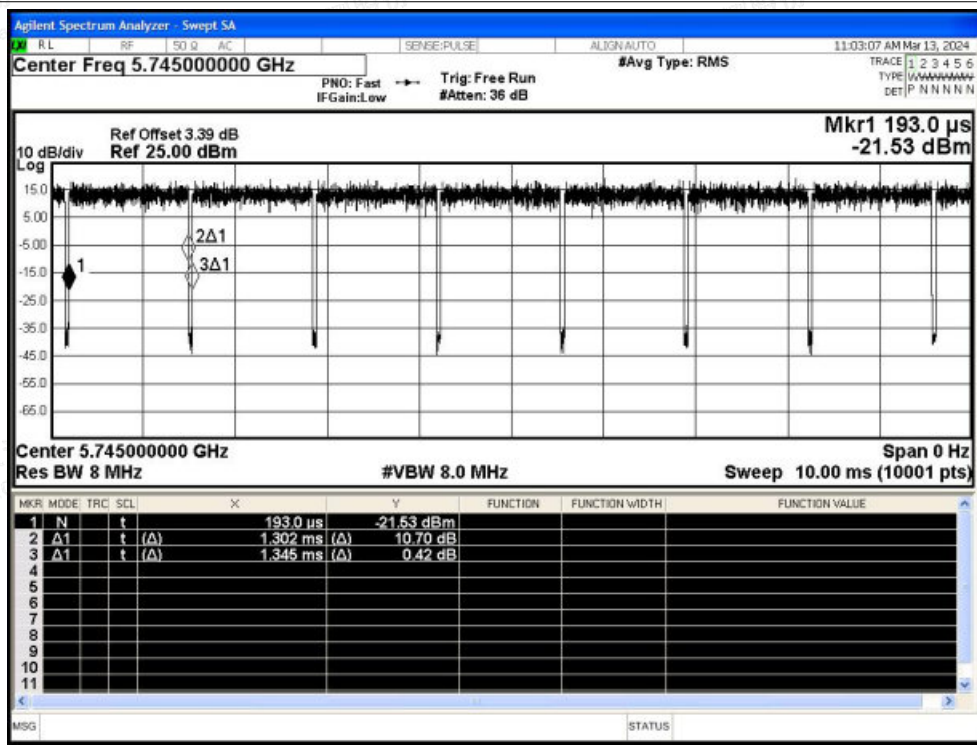 Agilent Spectrum Analyzer - Swept SA
RL RF 50 Ω AC SENSE:PULSE ALIGN AUTO 11:03:07 AM Mar 13, 2024
Center Freq 5.745000000 GHz
PNO: Fast
IFGain:Low
Trig: Free Run
#Atten: 36 dB
#Avg Type: RMS
TRACE 1 2 3 4 5 6
TYPE WWWWWW
DET P N N N N N
Mkr1 193.0 µs
-21.53 dBm
Ref Offset 3.39 dB
10 dB/div Ref 25.00 dBm
Log
15.0
5.00
-5.00
-15.0
-25.0
-35.0
-45.0
-55.0
-65.0
1
2Δ1
3Δ1
Center 5.745000000 GHz Span 0 Hz
Res BW 8 MHz #VBW 8.0 MHz Sweep 10.00 ms (10001 pts)
MKR MODE TRC SCL X Y FUNCTION FUNCTION WIDTH FUNCTION VALUE
1 N t 193.0 µs -21.53 dBm
2 Δ1 t (Δ) 1.302 ms (Δ) 10.70 dB
3 Δ1 t (Δ) 1.345 ms (Δ) 0.42 dB
4
5
6
7
8
9
10
11
MSG STATUS